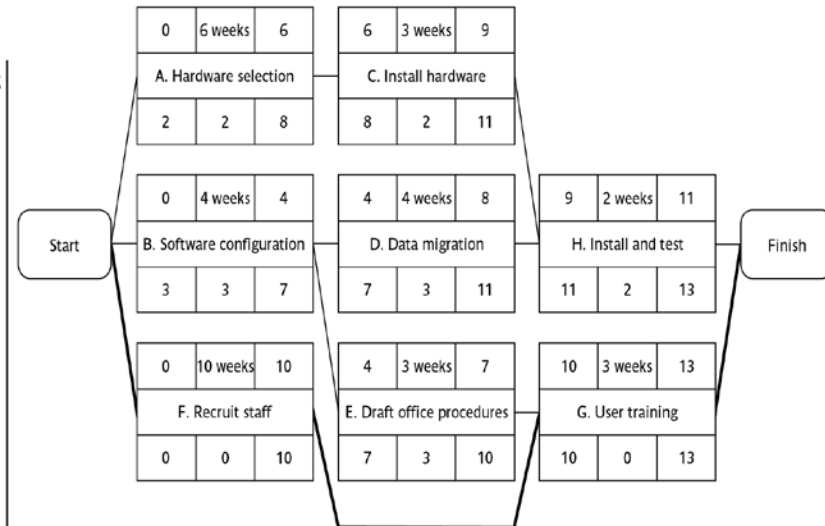 0 6 weeks 6
A. Hardware selection
2 2 8
6 3 weeks 9
C. Install hardware
8 2 11
Start
0 4 weeks 4
B. Software configuration
3 3 7
4 4 weeks 8
D. Data migration
7 3 11
9 2 weeks 11
H. Install and test
11 2 13
Finish
0 10 weeks 10
F. Recruit staff
0 0 10
4 3 weeks 7
E. Draft office procedures
7 3 10
10 3 weeks 13
G. User training
10 0 13